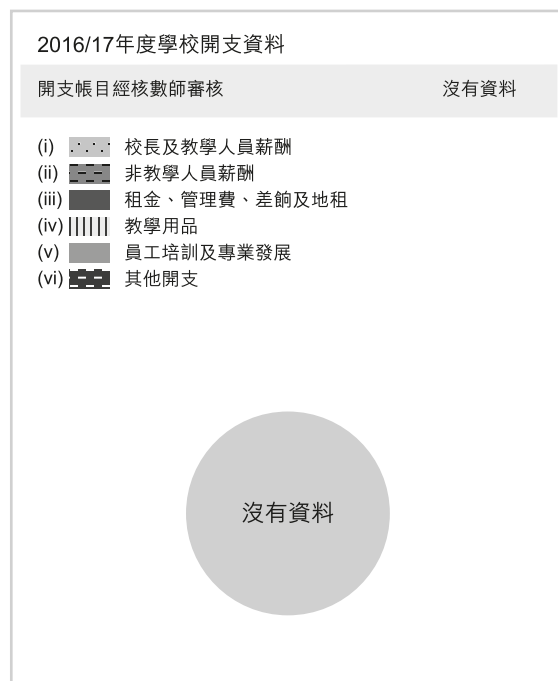 2016/17年度學校開支資料
開支帳目經核數師審核 沒有資料
(i) 校長及教學人員薪酬
(ii) 非教學人員薪酬
(iii) 租金、管理費、差餉及地租
(iv) 教學用品
(v) 員工培訓及專業發展
(vi) 其他開支
沒有資料